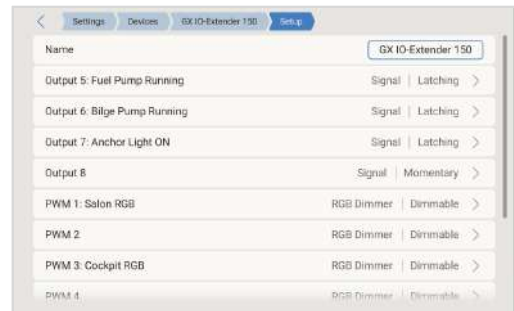 Settings Devices GX IO-Extender 150 Setup
Name GX IO-Extender 150
Output 5: Fuel Pump Running Signal | Latching
Output 6: Bilge Pump Running Signal | Latching
Output 7: Anchor Light ON Signal | Latching
Output 8 Signal | Momentary
PWM 1: Salon RGB RGB Dimmer | Dimmable
PWM 2 RGB Dimmer | Dimmable
PWM 3: Cockpit RGB RGB Dimmer | Dimmable
PWM 4 RGB Dimmer | Dimmable